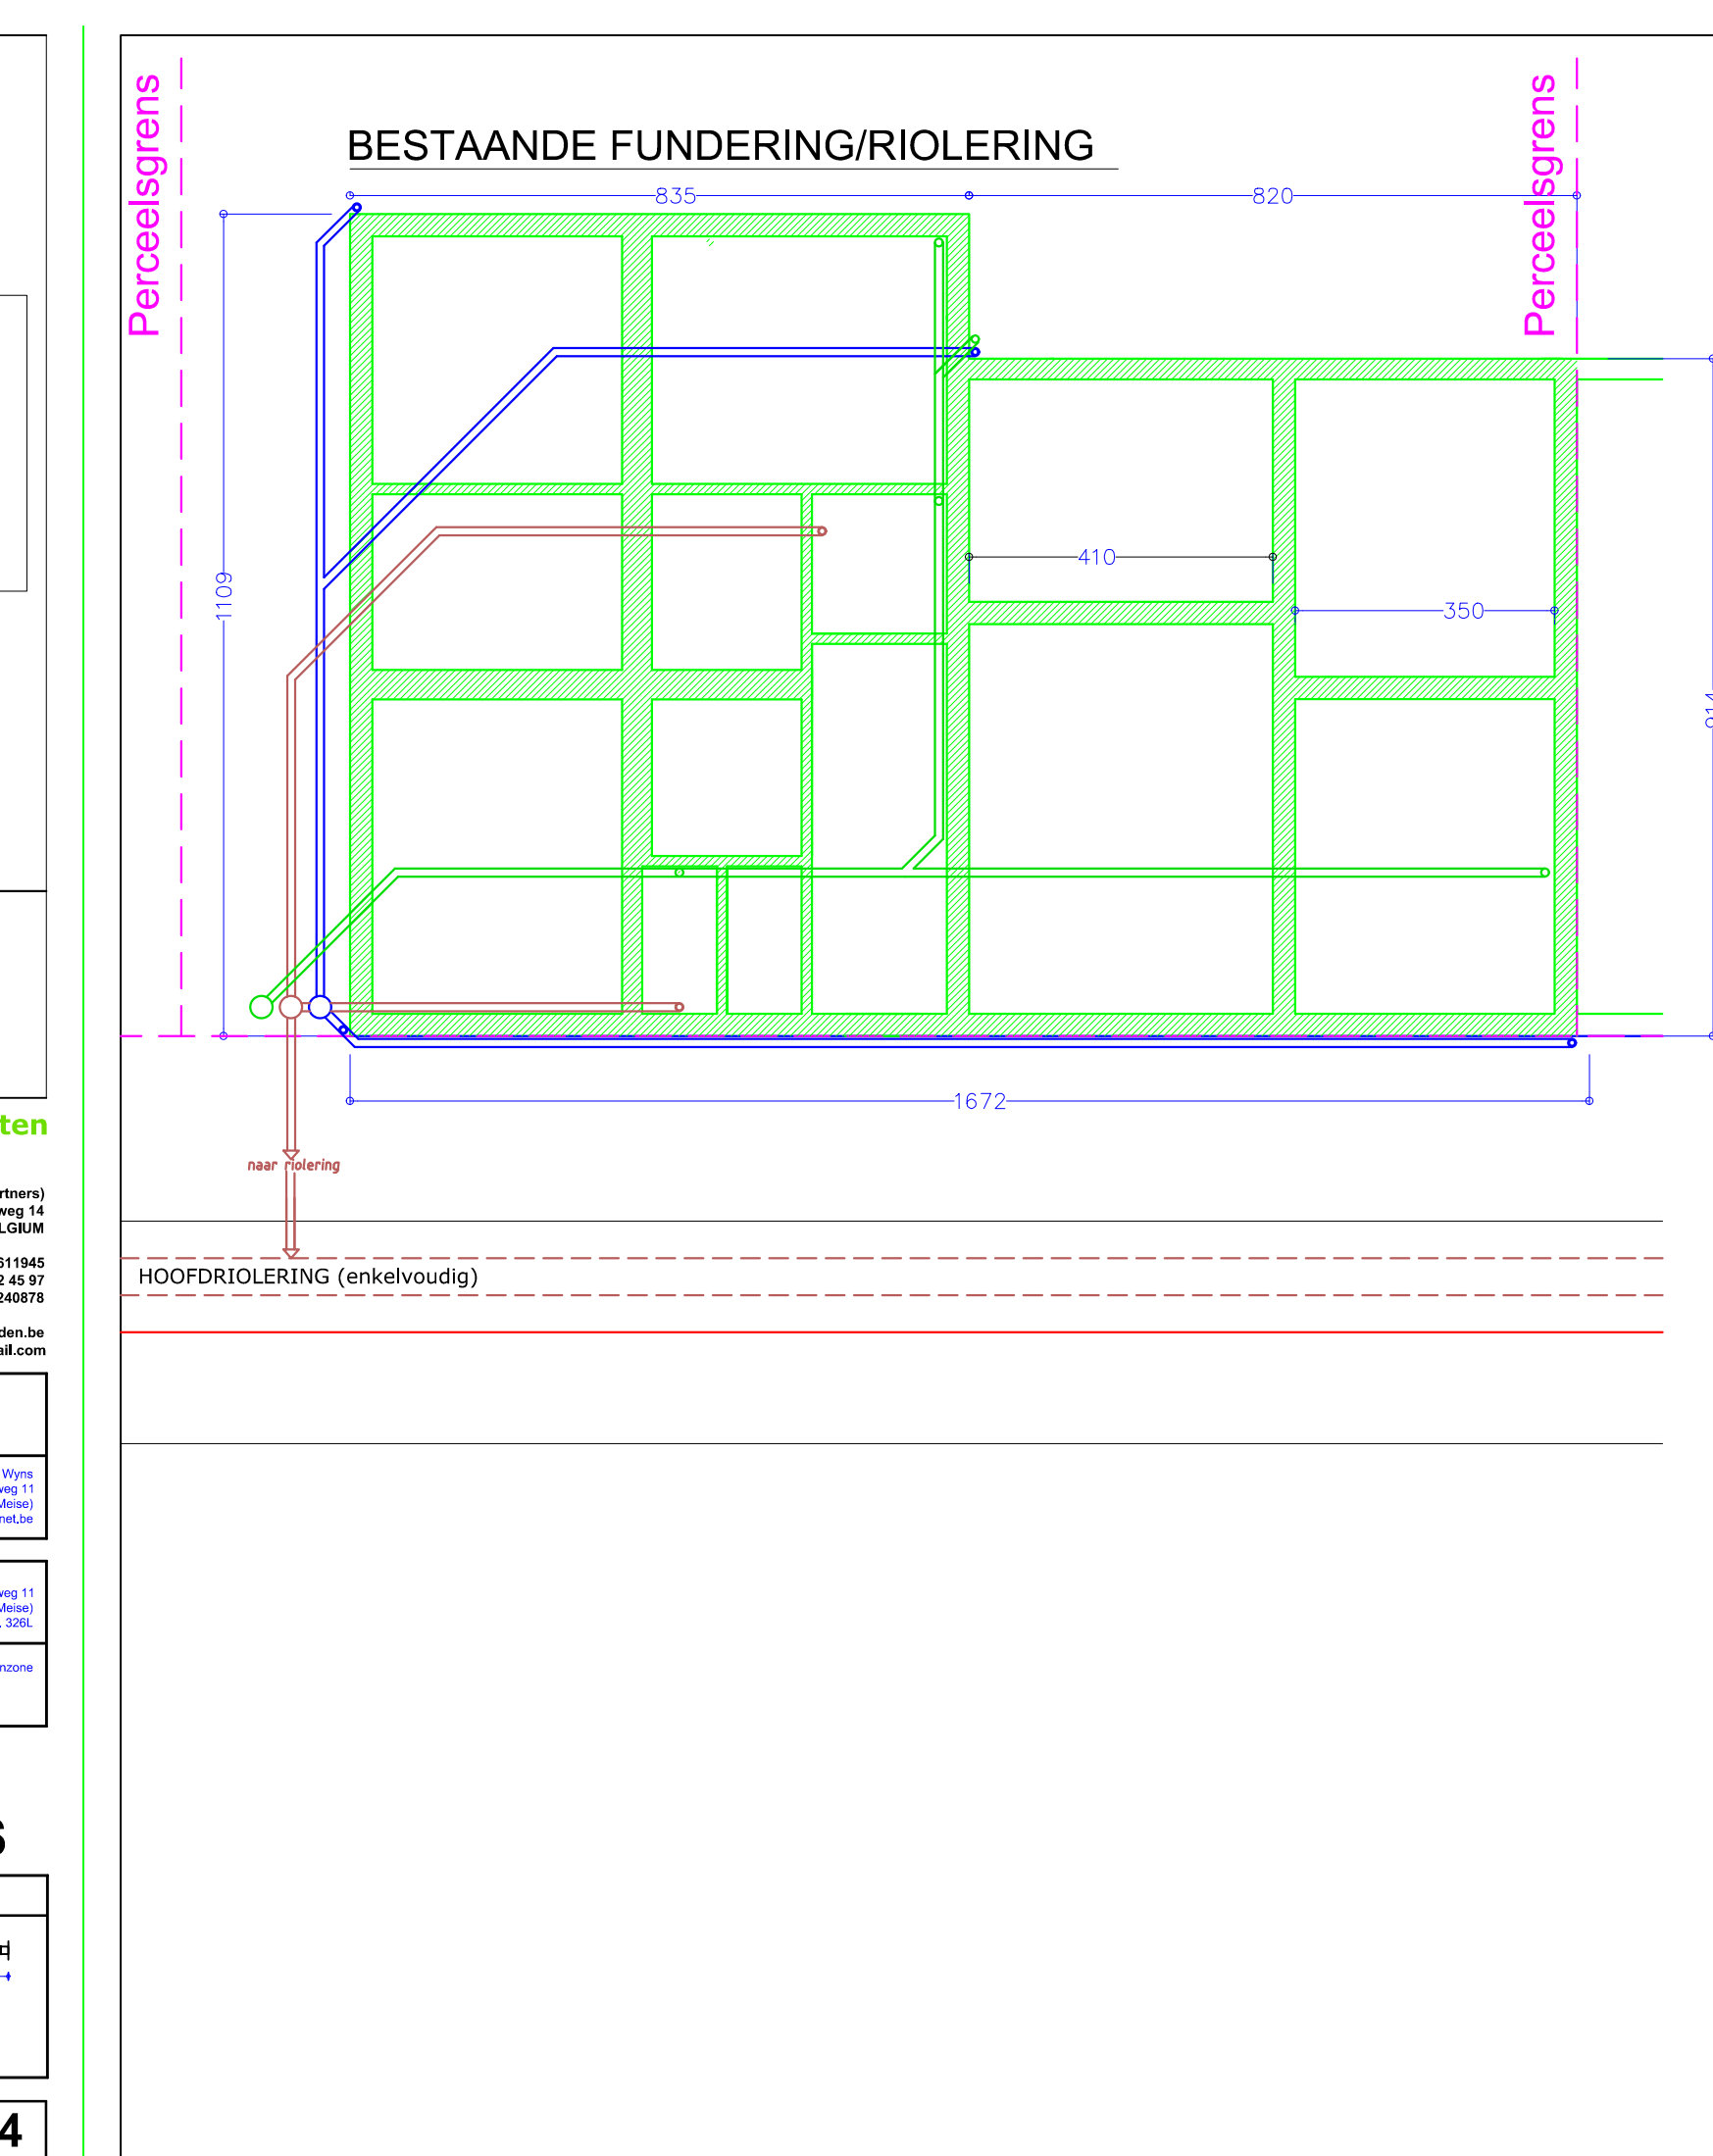 Perceelsgrens
Perceelsgrens
BESTAANDE FUNDERING/RIOLERING
835
820
1109
410
350
914
1672
naar riolering
HOOFDRIOLERING (enkelvoudig)
ten
rtners)
weg 14
LGIUM
611945
2 45 97
240878
den.be
ail.com
Wyns
weg 11
Meise)
net.be
weg 11
Meise)
. 326L
nzone
S
4